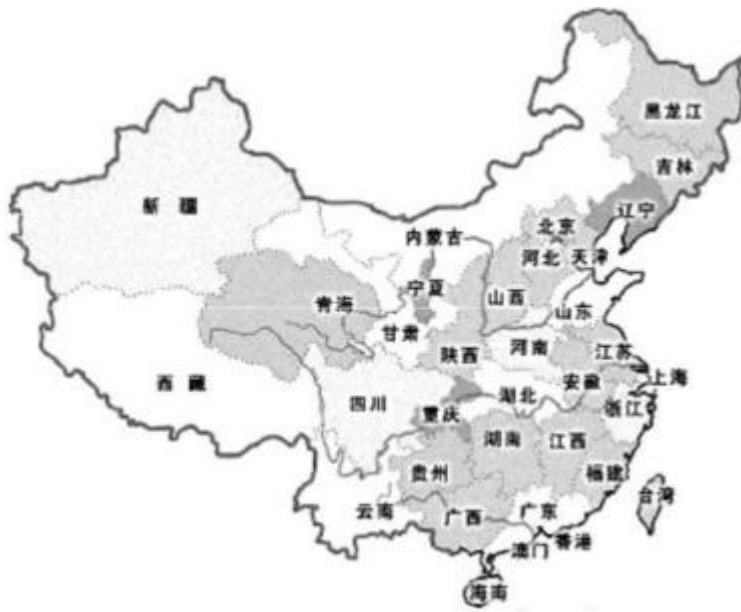 黑龙江
吉林
辽宁
新疆
北京
内蒙古
河北
天津
宁夏
青海
山西
山东
甘肃
陕西
河南
江苏
西藏
安徽
上海
四川
湖北
浙江
重庆
湖南
江西
贵州
福建
台湾
云南
广西
广东
澳门
香港
海南